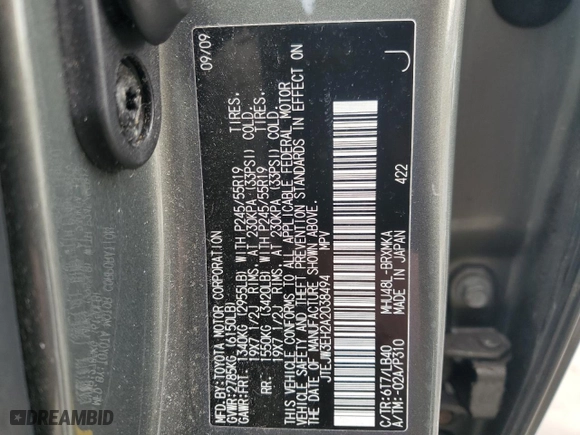 09/09
MFD.BY:TOYOTA MOTOR CORPORATION
GVWR:2785KG (6150LB)
GAWR:FRT. 1340KG (2955LB) WITH P245/55R19 TIRES,
19X7 1/2J RIMS, AT 230KPA (33PSI) COLD.
RR. 1550KG (3420LB) WITH P245/55R19 TIRES,
19X7 1/2J RIMS, AT 230KPA (33PSI) COLD.
THIS VEHICLE CONFORMS TO ALL APPLICABLE FEDERAL MOTOR
VEHICLE SAFETY AND THEFT PREVENTION STANDARDS IN EFFECT ON
THE DATE OF MANUFACTURE SHOWN ABOVE.
JTEJW3EH2A2038494 MPV
C/TR:6T7/LB40 MHU48L-BRXMKA
A/TM:-02A/P310 MADE IN JAPAN 422
J